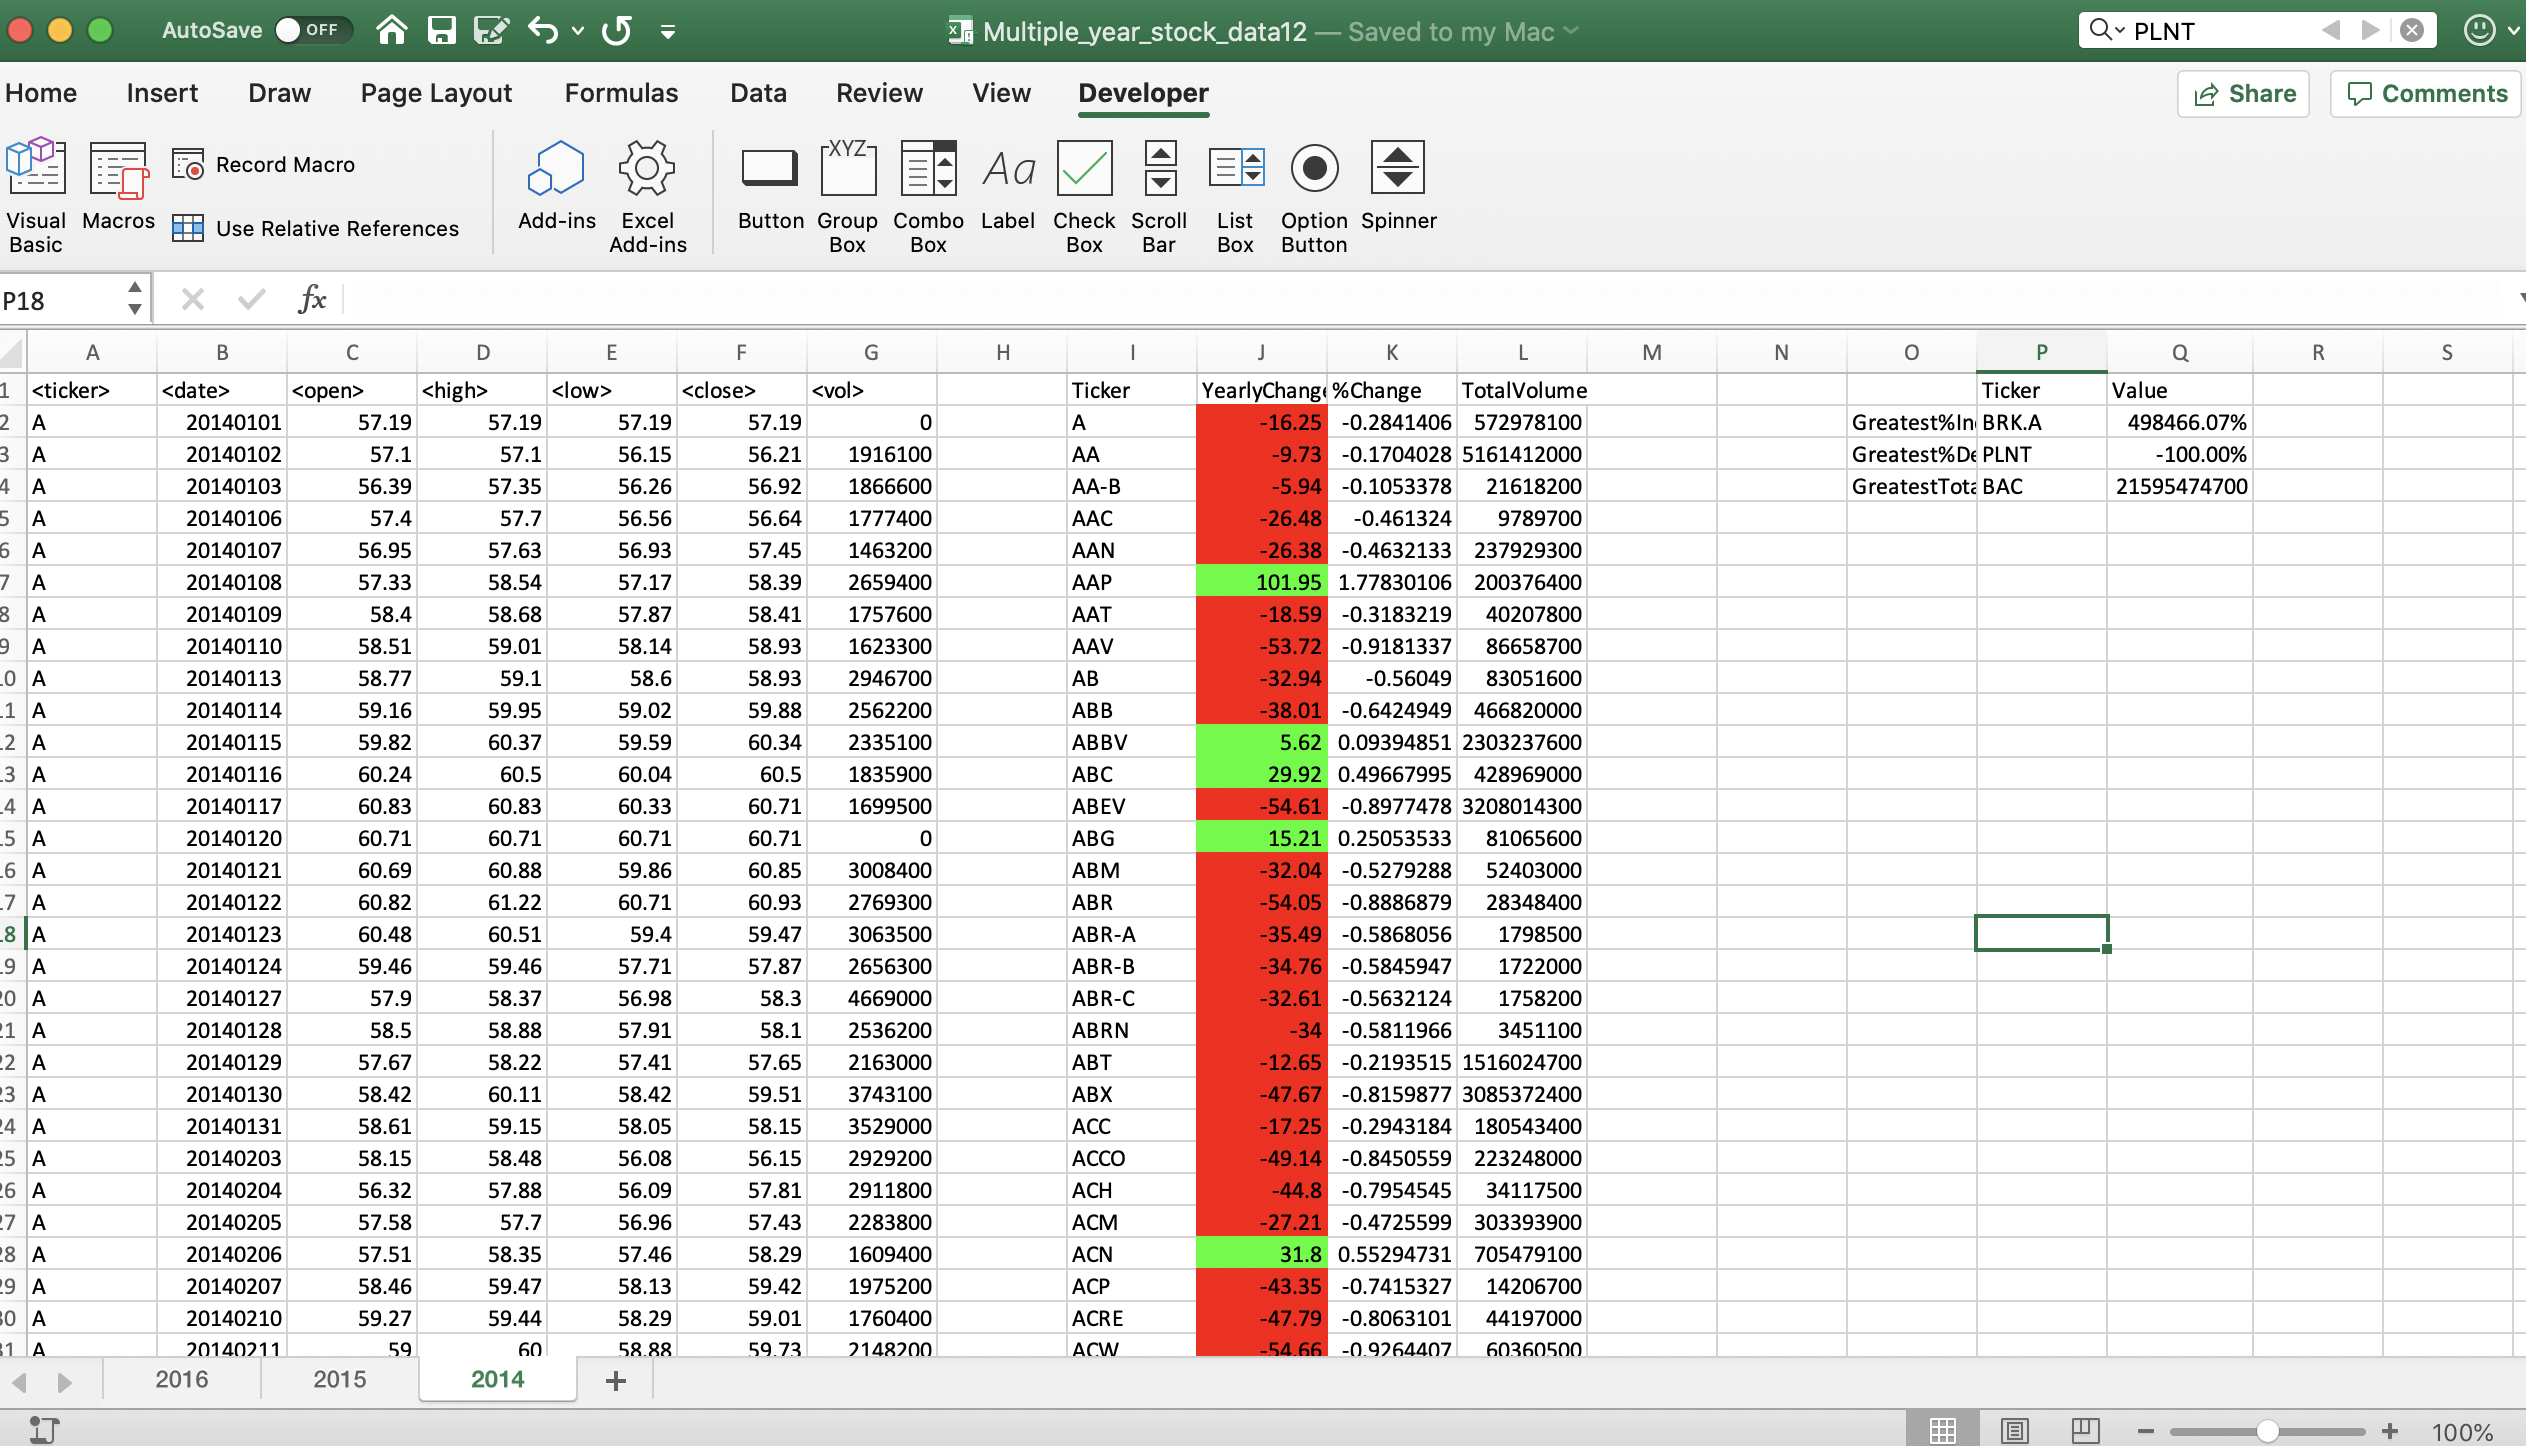 AutoSave OFF Multiple_year_stock_data12 — Saved to my Mac PLNT
Home Insert Draw Page Layout Formulas Data Review View Developer Share Comments
Visual Basic Macros Record Macro Use Relative References Add-ins Excel Add-ins Button Group Box Combo Box Label Check Box Scroll Bar List Box Option Button Spinner
XYZ Aa
P18 fx
A B C D E F G H I J K L M N O P Q R S
1 <ticker> <date> <open> <high> <low> <close> <vol> Ticker YearlyChange %Change TotalVolume Ticker Value
2 A 20140101 57.19 57.19 57.19 57.19 0 A -16.25 -0.2841406 572978100 Greatest%In BRK.A 498466.07%
3 A 20140102 57.1 57.1 56.15 56.21 1916100 AA -9.73 -0.1704028 5161412000 Greatest%De PLNT -100.00%
4 A 20140103 56.39 57.35 56.26 56.92 1866600 AA-B -5.94 -0.1053378 21618200 GreatestTota BAC 21595474700
5 A 20140106 57.4 57.7 56.56 56.64 1777400 AAC -26.48 -0.461324 9789700
6 A 20140107 56.95 57.63 56.93 57.45 1463200 AAN -26.38 -0.4632133 237929300
7 A 20140108 57.33 58.54 57.17 58.39 2659400 AAP 101.95 1.77830106 200376400
8 A 20140109 58.4 58.68 57.87 58.41 1757600 AAT -18.59 -0.3183219 40207800
9 A 20140110 58.51 59.01 58.14 58.93 1623300 AAV -53.72 -0.9181337 86658700
10 A 20140113 58.77 59.1 58.6 58.93 2946700 AB -32.94 -0.56049 83051600
11 A 20140114 59.16 59.95 59.02 59.88 2562200 ABB -38.01 -0.6424949 466820000
12 A 20140115 59.82 60.37 59.59 60.34 2335100 ABBV 5.62 0.09394851 2303237600
13 A 20140116 60.24 60.5 60.04 60.5 1835900 ABC 29.92 0.49667995 428969000
14 A 20140117 60.83 60.83 60.33 60.71 1699500 ABEV -54.61 -0.8977478 3208014300
15 A 20140120 60.71 60.71 60.71 60.71 0 ABG 15.21 0.25053533 81065600
16 A 20140121 60.69 60.88 59.86 60.85 3008400 ABM -32.04 -0.5279288 52403000
17 A 20140122 60.82 61.22 60.71 60.93 2769300 ABR -54.05 -0.8886879 28348400
18 A 20140123 60.48 60.51 59.4 59.47 3063500 ABR-A -35.49 -0.5868056 1798500
19 A 20140124 59.46 59.46 57.71 57.87 2656300 ABR-B -34.76 -0.5845947 1722000
20 A 20140127 57.9 58.37 56.98 58.3 4669000 ABR-C -32.61 -0.5632124 1758200
21 A 20140128 58.5 58.88 57.91 58.1 2536200 ABRN -34 -0.5811966 3451100
22 A 20140129 57.67 58.22 57.41 57.65 2163000 ABT -12.65 -0.2193515 1516024700
23 A 20140130 58.42 60.11 58.42 59.51 3743100 ABX -47.67 -0.8159877 3085372400
24 A 20140131 58.61 59.15 58.05 58.15 3529000 ACC -17.25 -0.2943184 180543400
25 A 20140203 58.15 58.48 56.08 56.15 2929200 ACCO -49.14 -0.8450559 223248000
26 A 20140204 56.32 57.88 56.09 57.81 2911800 ACH -44.8 -0.7954545 34117500
27 A 20140205 57.58 57.7 56.96 57.43 2283800 ACM -27.21 -0.4725599 303393900
28 A 20140206 57.51 58.35 57.46 58.29 1609400 ACN 31.8 0.55294731 705479100
29 A 20140207 58.46 59.47 58.13 59.42 1975200 ACP -43.35 -0.7415327 14206700
30 A 20140210 59.27 59.44 58.29 59.01 1760400 ACRE -47.79 -0.8063101 44197000
31 A 20140211 59 60 58.88 59.73 2148200 ACW -54.66 -0.9264407 60360500
2016 2015 2014
100%